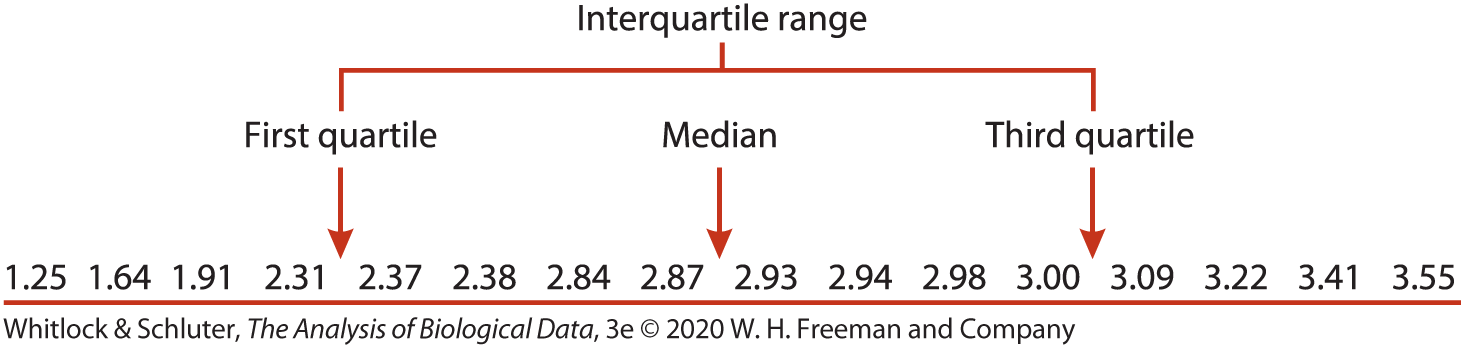 Interquartile range
First quartile Median Third quartile
1.25 1.64 1.91 2.31 2.37 2.38 2.84 2.87 2.93 2.94 2.98 3.00 3.09 3.22 3.41 3.55
Whitlock & Schluter, The Analysis of Biological Data, 3e © 2020 W. H. Freeman and Company